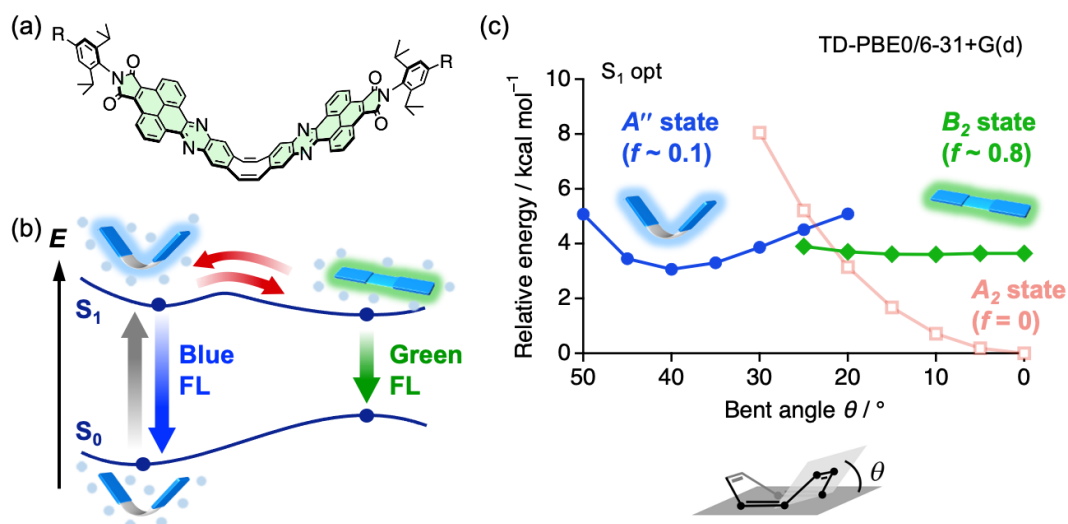 (a)
R
R
O
N
O
N
N
N
N
O
N
O
(b)
E
S₁
Blue
FL
Green
FL
S₀
(c)
TD-PBE0/6-31+G(d)
S₁ opt
A′′ state
(f ~ 0.1)
B₂ state
(f ~ 0.8)
A₂ state
(f = 0)
Relative energy / kcal mol⁻¹
10
8
6
4
2
0
50
40
30
20
10
0
Bent angle θ / °
θ